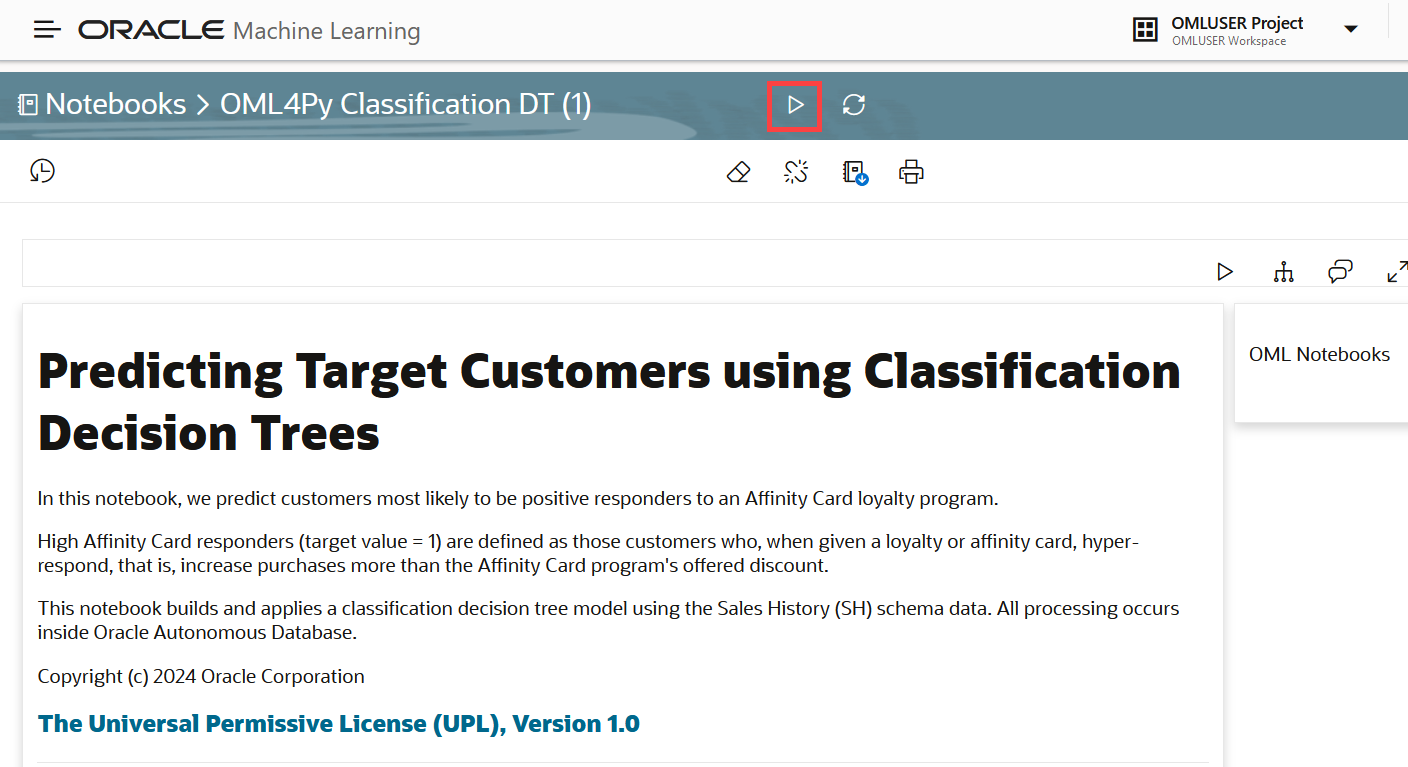 ORACLE Machine Learning
OMLUSER Project
OMLUSER Workspace
Notebooks > OML4Py Classification DT (1)
Predicting Target Customers using Classification
Decision Trees
OML Notebooks
In this notebook, we predict customers most likely to be positive responders to an Affinity Card loyalty program.
High Affinity Card responders (target value = 1) are defined as those customers who, when given a loyalty or affinity card, hyper-
respond, that is, increase purchases more than the Affinity Card program's offered discount.
This notebook builds and applies a classification decision tree model using the Sales History (SH) schema data. All processing occurs
inside Oracle Autonomous Database.
Copyright (c) 2024 Oracle Corporation
The Universal Permissive License (UPL), Version 1.0